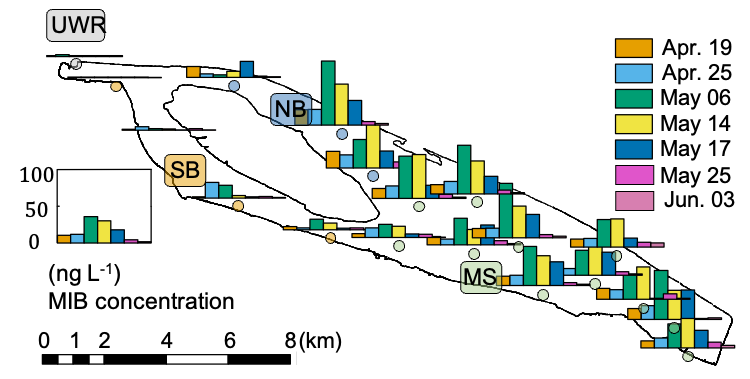 UWR
NB
SB
MS
Apr. 19
Apr. 25
May 06
May 14
May 17
May 25
Jun. 03
100
50
0
(ng L⁻¹)
MIB concentration
0 1 2 4 6 8 (km)